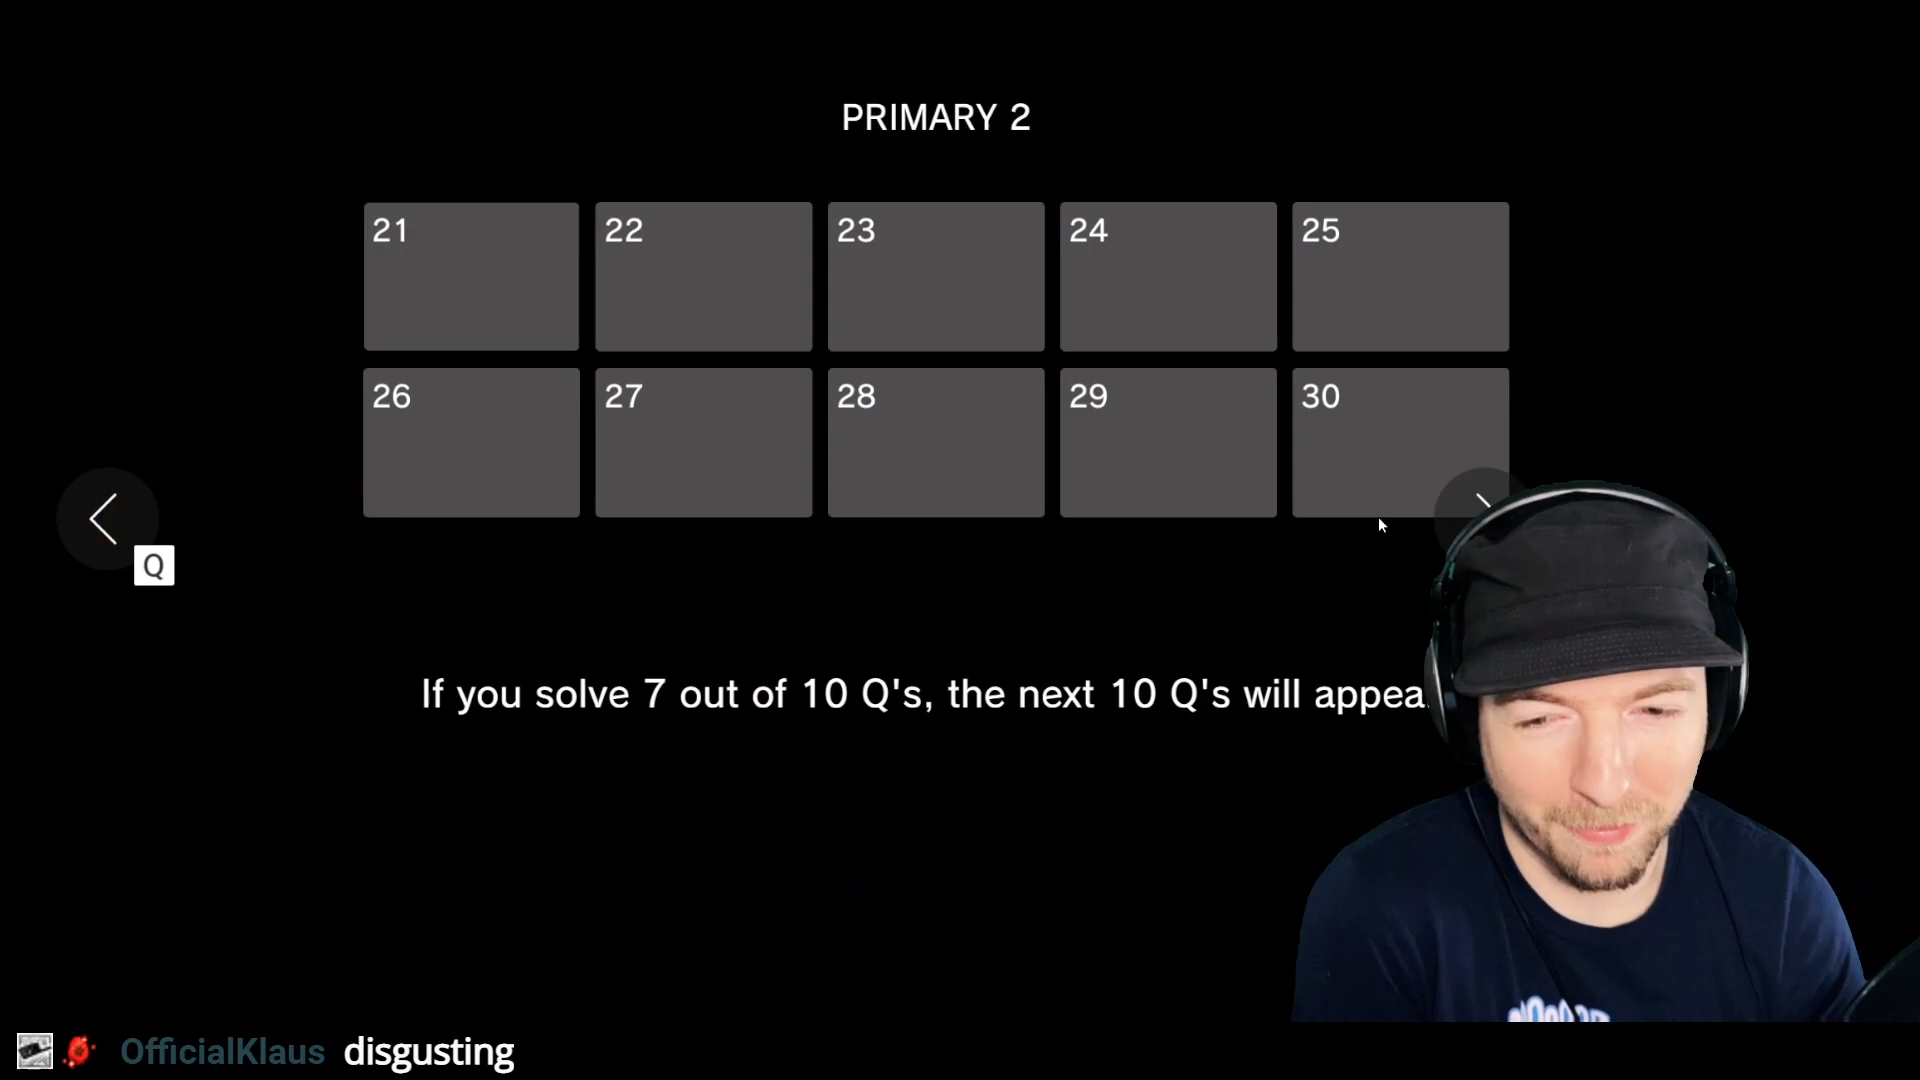 PRIMARY 2
21 22 23 24 25
26 27 28 29 30
Q
If you solve 7 out of 10 Q's, the next 10 Q's will appea
OfficialKlaus disgusting